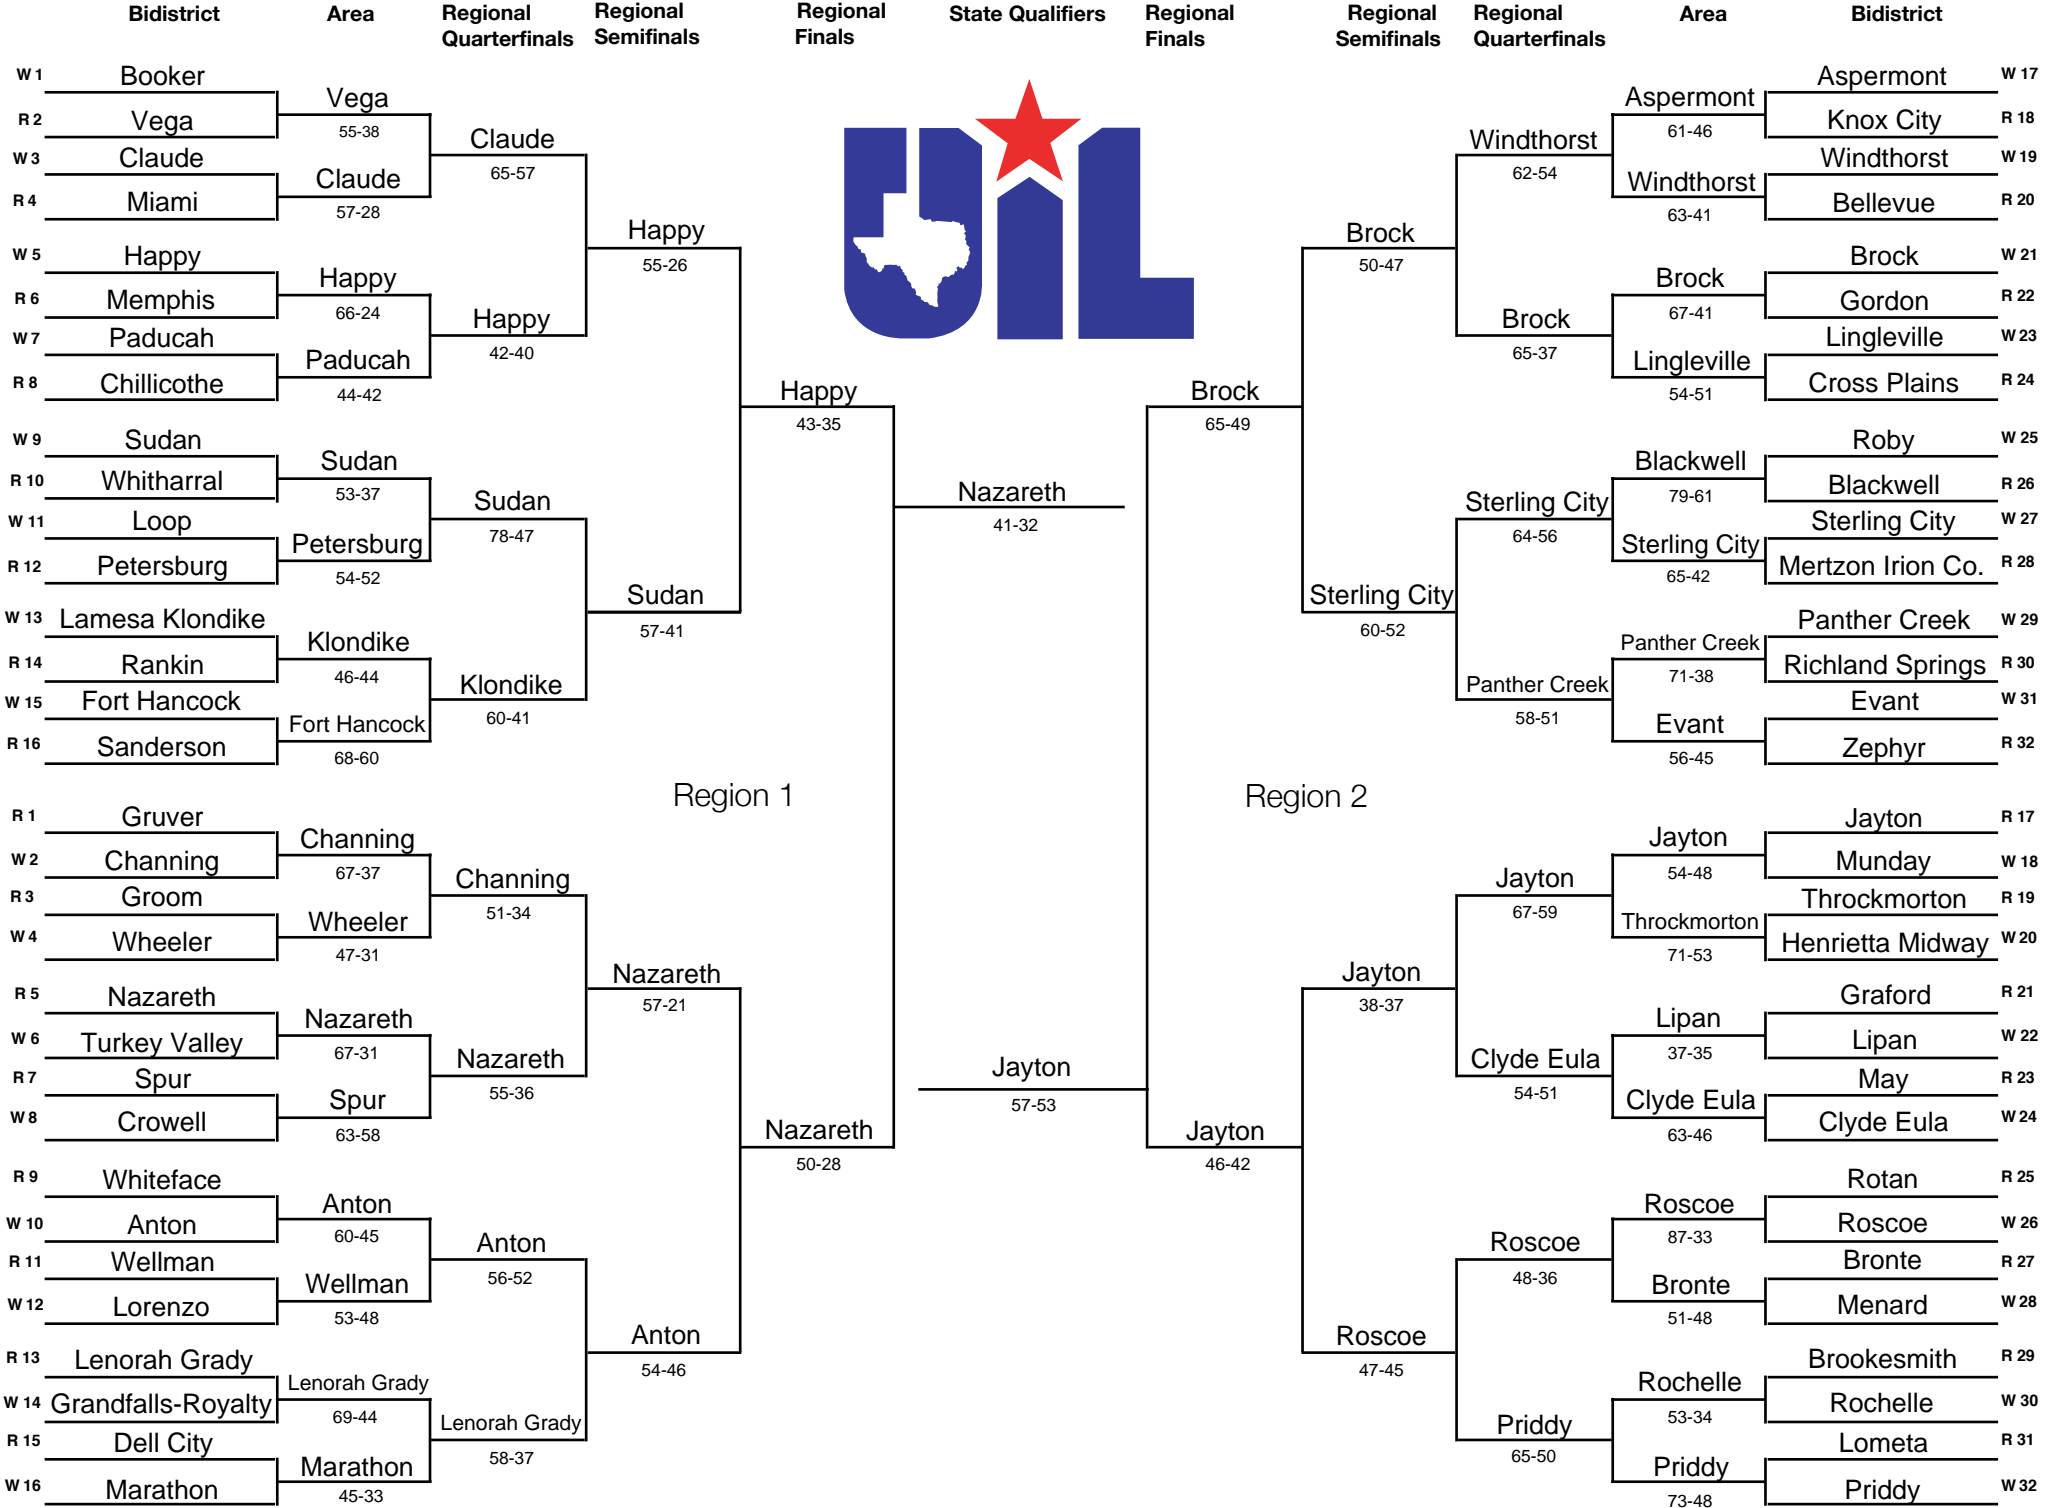 Bidistrict
Area
Regional
Quarterfinals
Regional
Semifinals
Regional
Finals
State Qualifiers
Regional
Finals
Regional
Semifinals
Regional
Quarterfinals
Area
Bidistrict
W 1 Booker
R 2 Vega
W 3 Claude
R 4 Miami
W 5 Happy
R 6 Memphis
W 7 Paducah
R 8 Chillicothe
W 9 Sudan
R 10 Whitharral
W 11 Loop
R 12 Petersburg
W 13 Lamesa Klondike
R 14 Rankin
W 15 Fort Hancock
R 16 Sanderson
R 1 Gruver
W 2 Channing
R 3 Groom
W 4 Wheeler
R 5 Nazareth
W 6 Turkey Valley
R 7 Spur
W 8 Crowell
R 9 Whiteface
W 10 Anton
R 11 Wellman
W 12 Lorenzo
R 13 Lenorah Grady
W 14 Grandfalls-Royalty
R 15 Dell City
W 16 Marathon
Vega
55-38
Claude
57-28
Happy
66-24
Paducah
44-42
Sudan
53-37
Petersburg
54-52
Klondike
46-44
Fort Hancock
68-60
Channing
67-37
Wheeler
47-31
Nazareth
67-31
Spur
63-58
Anton
60-45
Wellman
53-48
Lenorah Grady
69-44
Marathon
45-33
Claude
65-57
Happy
42-40
Sudan
78-47
Klondike
60-41
Channing
51-34
Nazareth
55-36
Anton
56-52
Lenorah Grady
58-37
Happy
55-26
Sudan
57-41
Region 1
Nazareth
57-21
Anton
54-46
Happy
43-35
Nazareth
50-28
UIL
Nazareth
41-32
Jayton
57-53
Brock
65-49
Jayton
46-42
Brock
50-47
Sterling City
60-52
Region 2
Jayton
38-37
Roscoe
47-45
Windthorst
62-54
Brock
65-37
Sterling City
64-56
Panther Creek
58-51
Jayton
67-59
Clyde Eula
54-51
Roscoe
48-36
Priddy
65-50
Aspermont
61-46
Windthorst
63-41
Brock
67-41
Lingleville
54-51
Blackwell
79-61
Sterling City
65-42
Panther Creek
71-38
Evant
56-45
Jayton
54-48
Throckmorton
71-53
Lipan
37-35
Clyde Eula
63-46
Roscoe
87-33
Bronte
51-48
Rochelle
53-34
Priddy
73-48
Aspermont W 17
Knox City R 18
Windthorst W 19
Bellevue R 20
Brock W 21
Gordon R 22
Lingleville W 23
Cross Plains R 24
Roby W 25
Blackwell R 26
Sterling City W 27
Mertzon Irion Co. R 28
Panther Creek W 29
Richland Springs R 30
Evant W 31
Zephyr R 32
Jayton R 17
Munday W 18
Throckmorton R 19
Henrietta Midway W 20
Graford R 21
Lipan W 22
May R 23
Clyde Eula W 24
Rotan R 25
Roscoe W 26
Bronte R 27
Menard W 28
Brookesmith R 29
Rochelle W 30
Lometa R 31
Priddy W 32